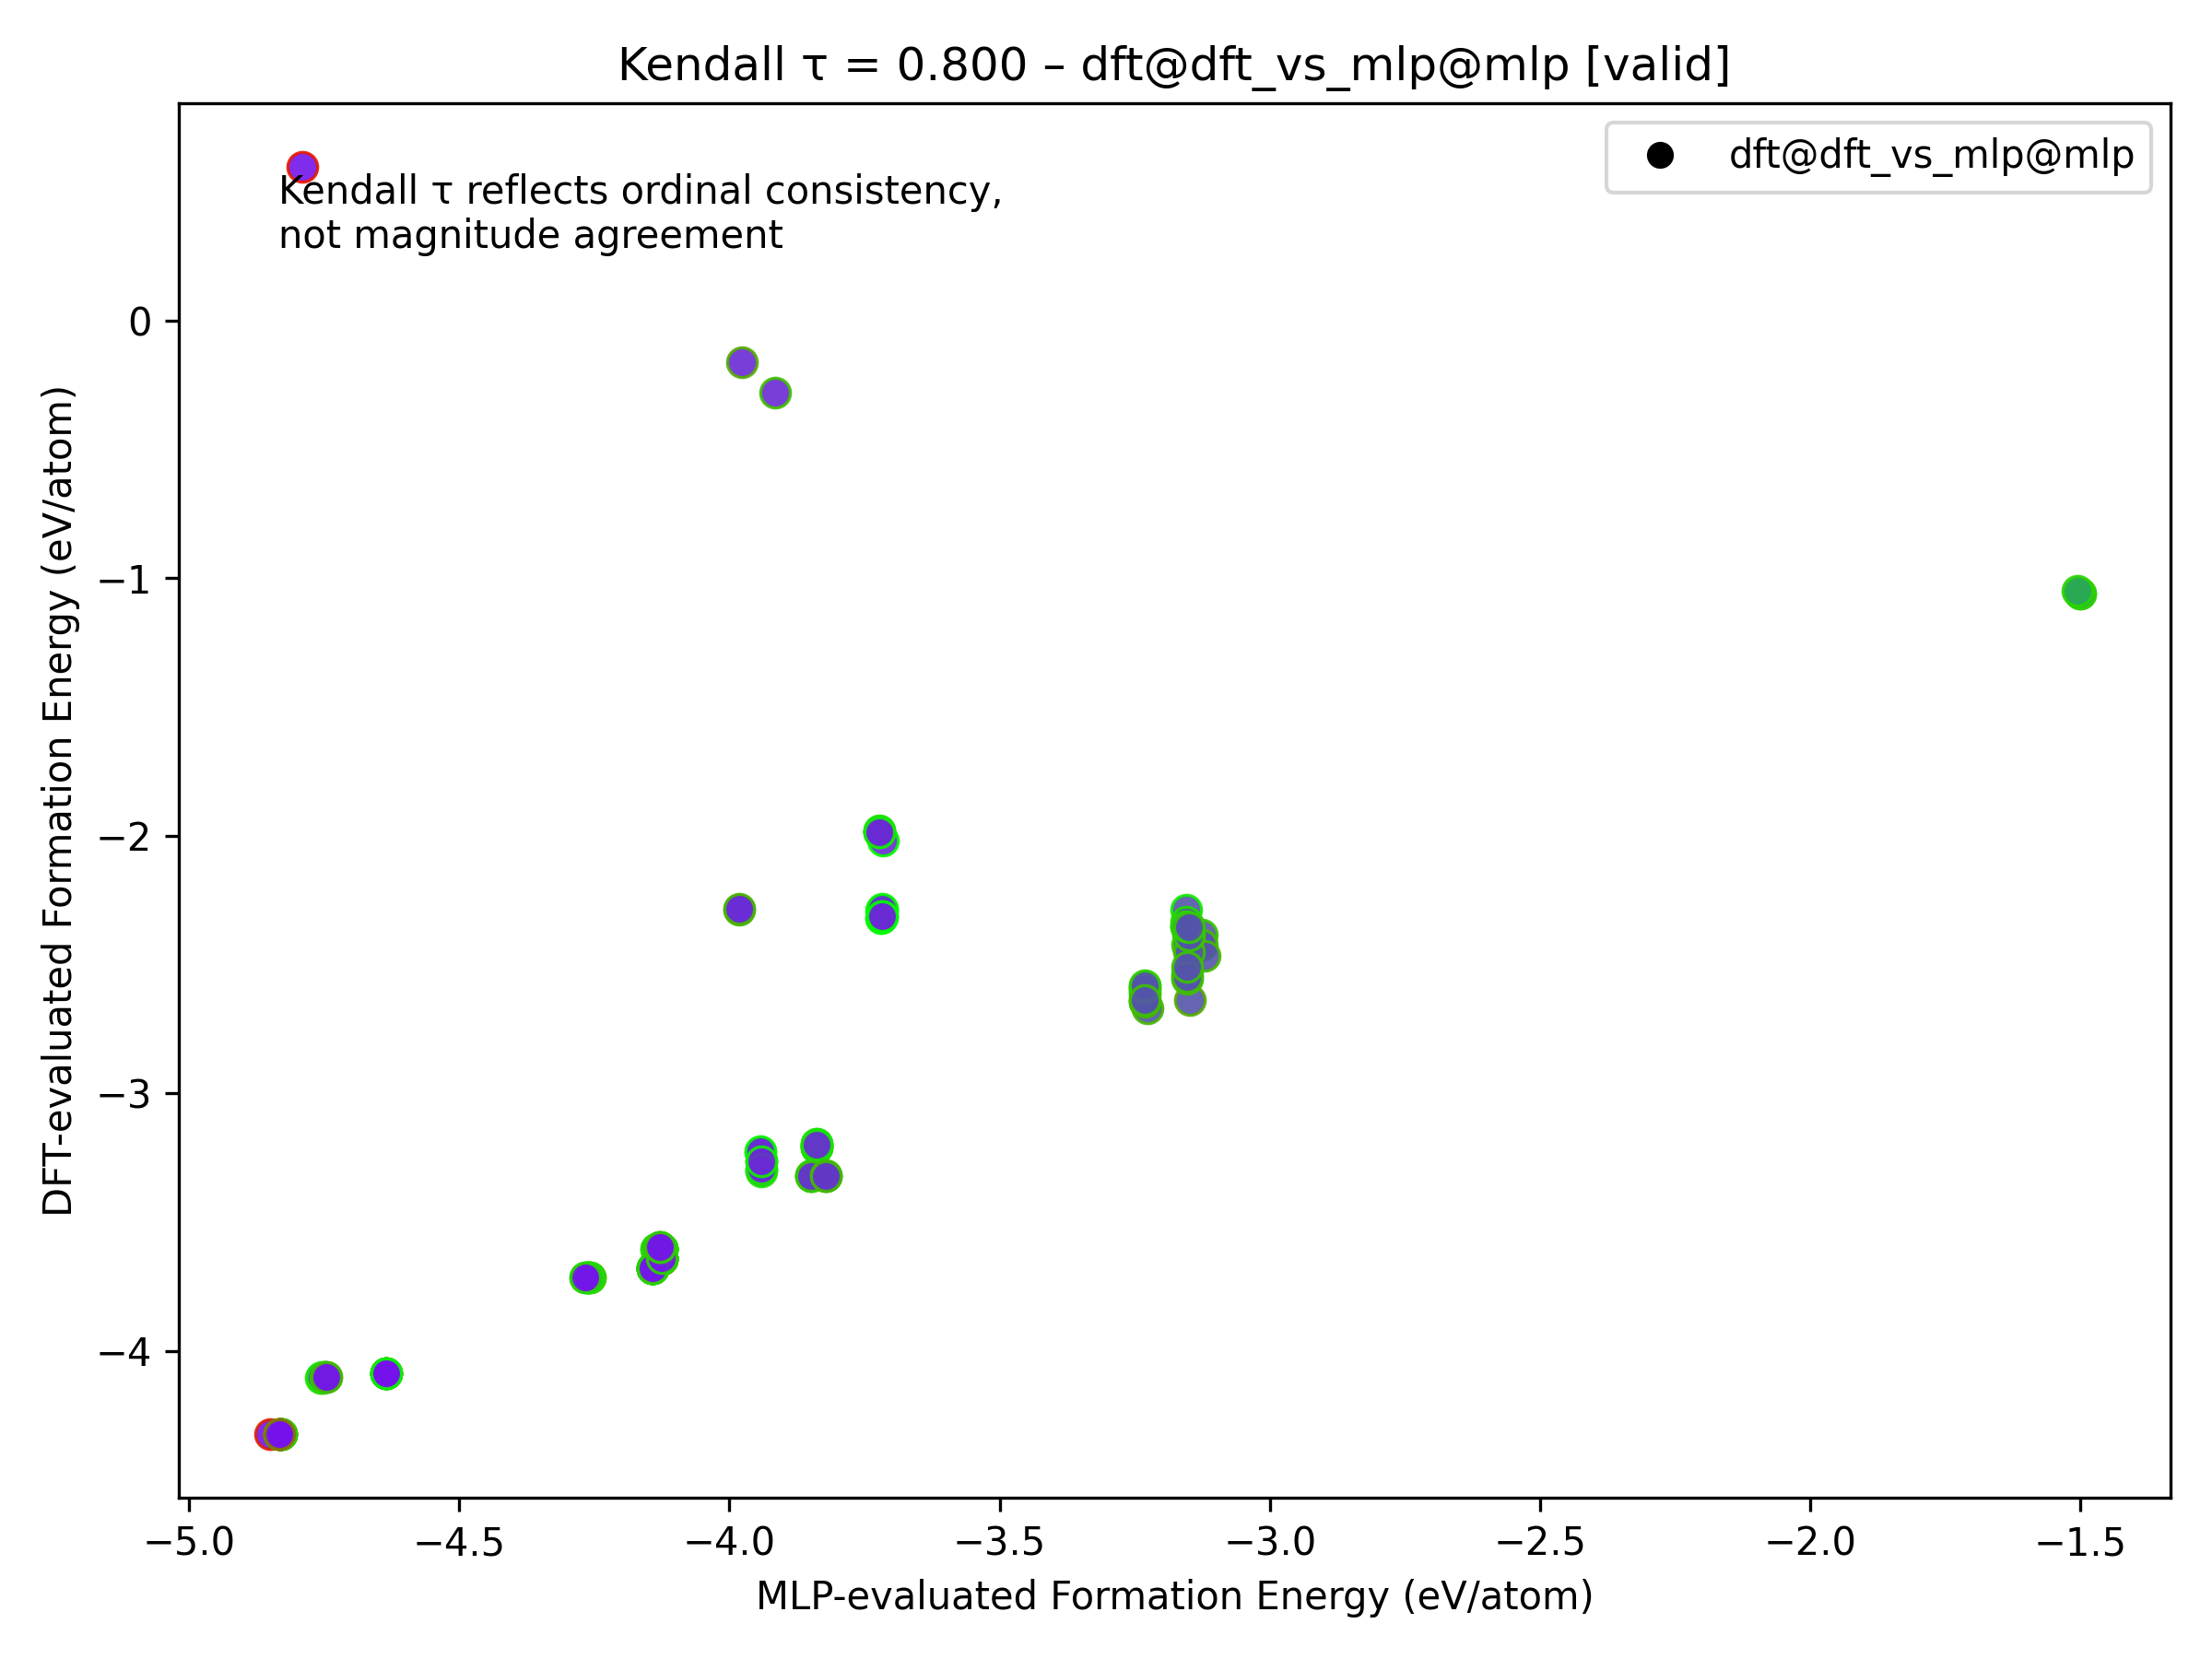 Kendall τ = 0.800 – dft@dft_vs_mlp@mlp [valid]
dft@dft_vs_mlp@mlp
Kendall τ reflects ordinal consistency,
not magnitude agreement
DFT-evaluated Formation Energy (eV/atom)
0
−1
−2
−3
−4
−5.0
−4.5
−4.0
−3.5
−3.0
−2.5
−2.0
−1.5
MLP-evaluated Formation Energy (eV/atom)